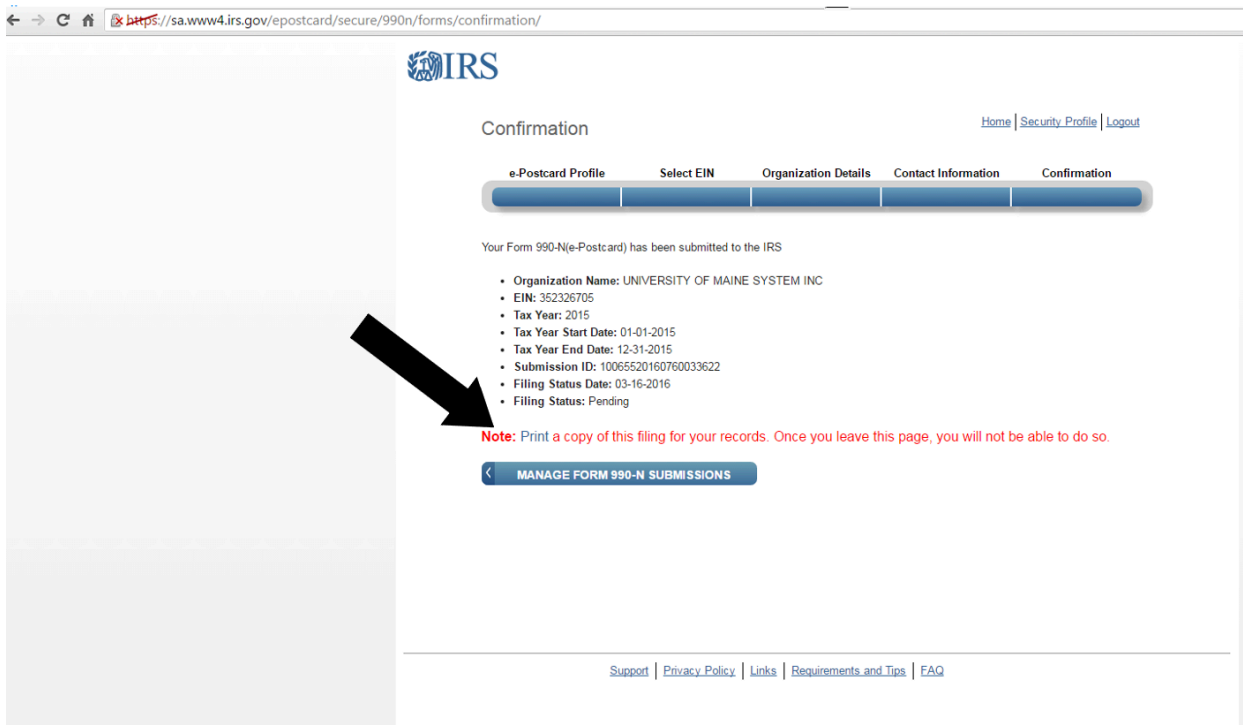 https://sa.www4.irs.gov/epostcard/secure/990n/forms/confirmation/
IRS
Confirmation
Home | Security Profile | Logout
e-Postcard Profile Select EIN Organization Details Contact Information Confirmation
Your Form 990-N(e-Postcard) has been submitted to the IRS
• Organization Name: UNIVERSITY OF MAINE SYSTEM INC
• EIN: 352326705
• Tax Year: 2015
• Tax Year Start Date: 01-01-2015
• Tax Year End Date: 12-31-2015
• Submission ID: 10065520160760033622
• Filing Status Date: 03-16-2016
• Filing Status: Pending
Note: Print a copy of this filing for your records. Once you leave this page, you will not be able to do so.
MANAGE FORM 990-N SUBMISSIONS
Support | Privacy Policy | Links | Requirements and Tips | FAQ